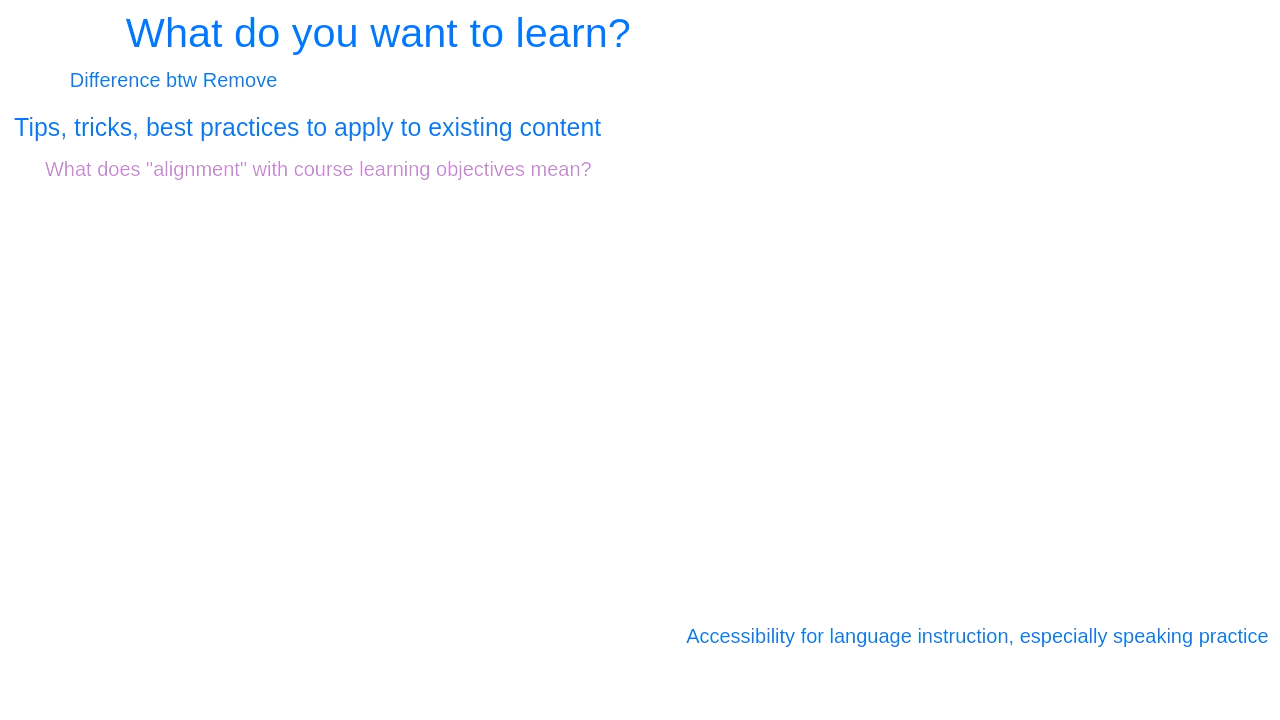 What do you want to learn?
Difference btw Remove
Tips, tricks, best practices to apply to existing content
What does "alignment" with course learning objectives mean?
Accessibility for language instruction, especially speaking practice